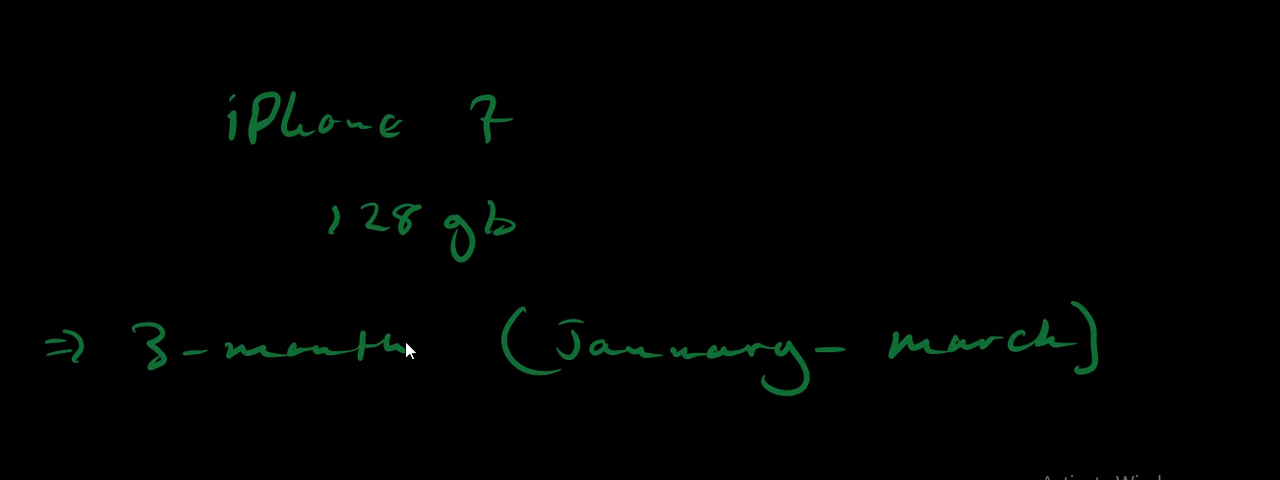 iPhone 7
128 gb
⇒ 3-month (January - march)